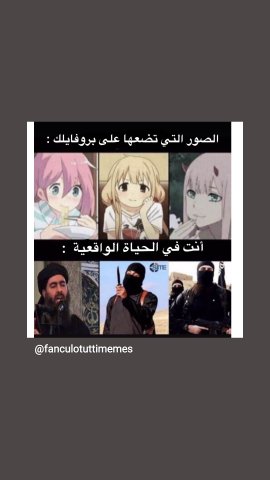 الصور التي تضعها على بروفايلك :
أنت في الحياة الواقعية :
@fanculotuttimemes